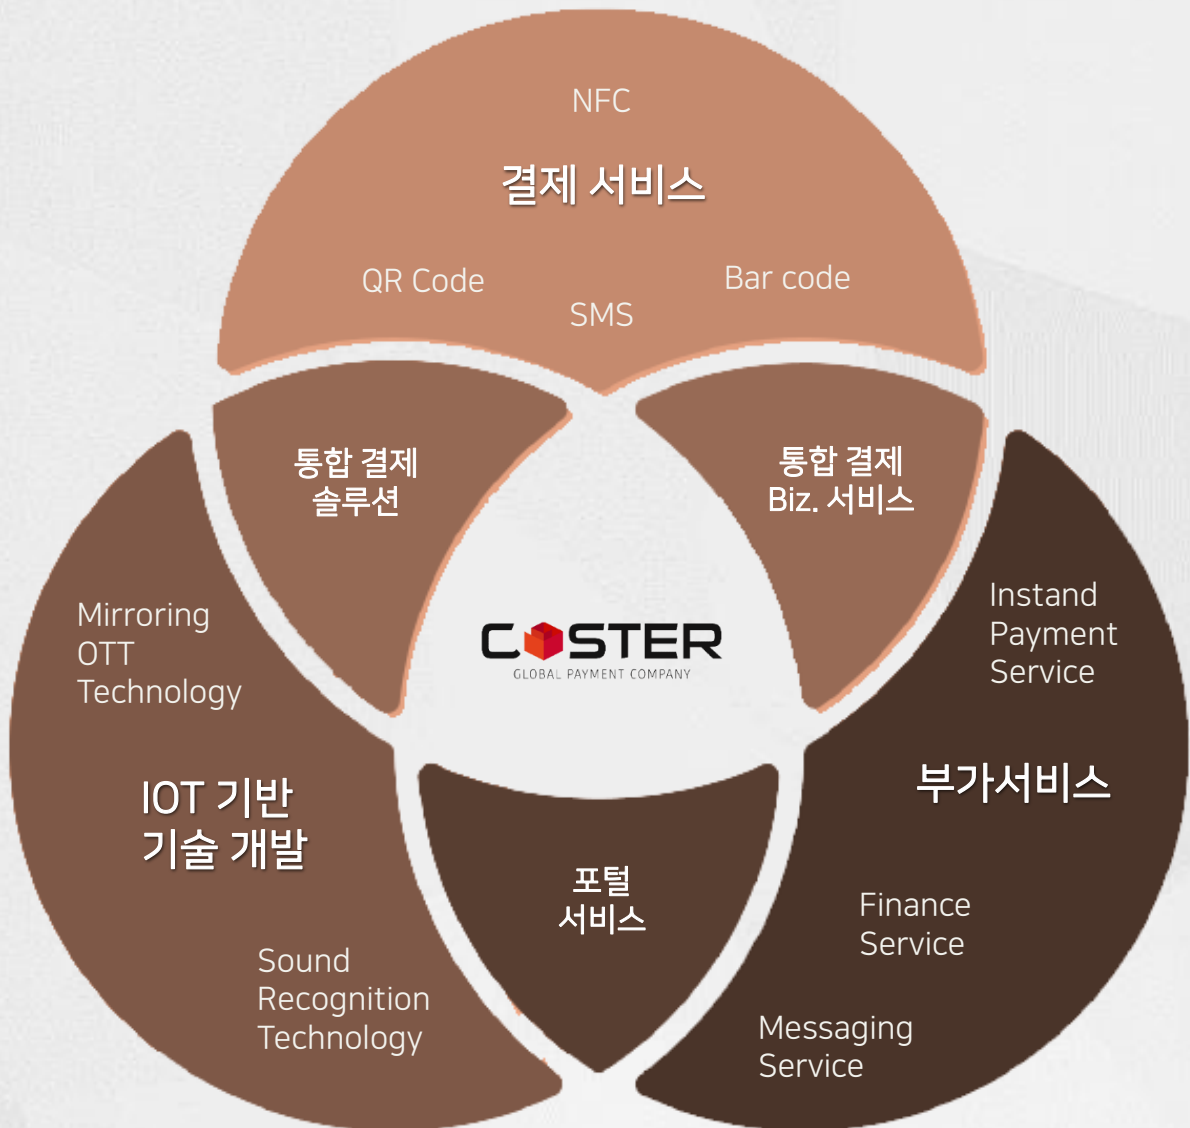 NFC
결제 서비스
QR Code
Bar code
SMS
통합 결제
솔루션
통합 결제
Biz. 서비스
COSTER
GLOBAL PAYMENT COMPANY
Mirroring
OTT
Technology
IOT 기반
기술 개발
Sound
Recognition
Technology
포털
서비스
Instand
Payment
Service
부가서비스
Finance
Service
Messaging
Service